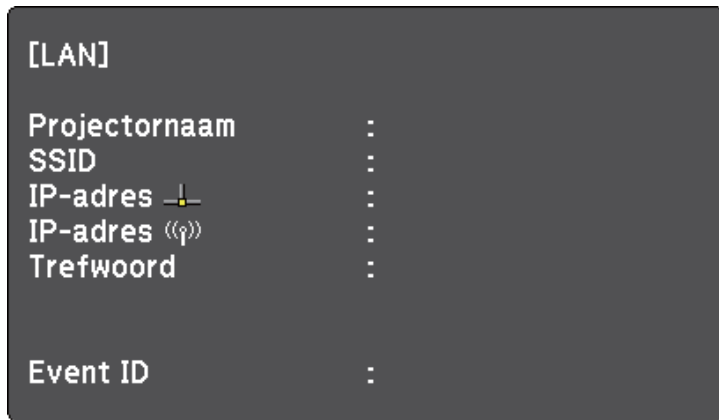 [LAN]
Projectornaam :
SSID :
IP-adres :
IP-adres :
Trefwoord :
Event ID :